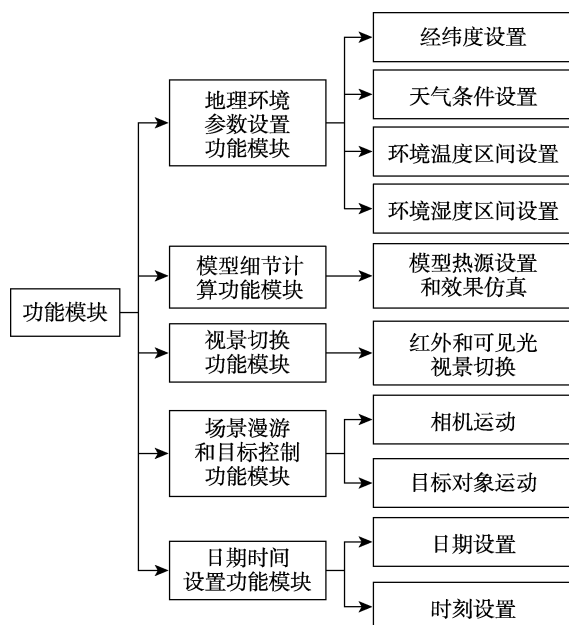 功能模块
地理环境
参数设置
功能模块
经纬度设置
天气条件设置
环境温度区间设置
环境湿度区间设置
模型细节计
算功能模块
模型热源设置
和效果仿真
视景切换
功能模块
红外和可见光
视景切换
场景漫游
和目标控制
功能模块
相机运动
目标对象运动
日期时间
设置功能模块
日期设置
时刻设置